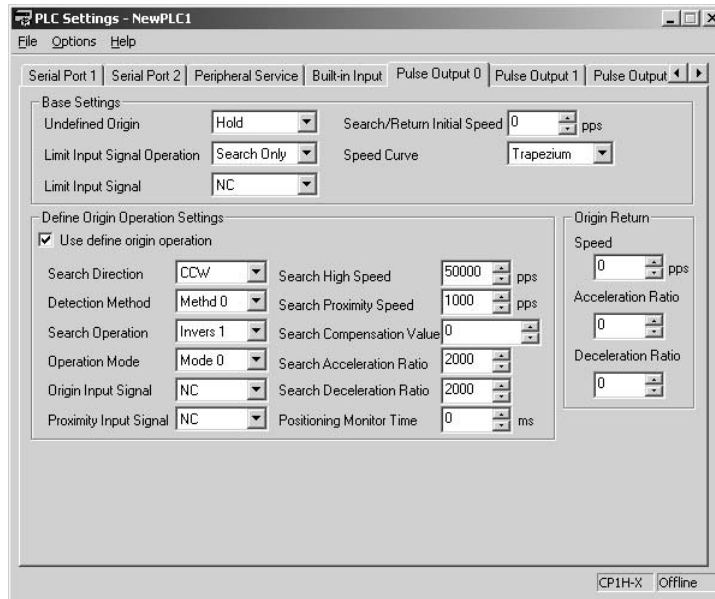 PLC Settings - NewPLC1
File Options Help
Serial Port 1 Serial Port 2 Peripheral Service Built-in Input Pulse Output 0 Pulse Output 1 Pulse Output
Base Settings
Undefined Origin Hold Search/Return Initial Speed 0 pps
Limit Input Signal Operation Search Only Speed Curve Trapezium
Limit Input Signal NC
Define Origin Operation Settings Origin Return
Use define origin operation Speed
0 pps
Search Direction CCW Search High Speed 50000 pps
Detection Method Methd 0 Search Proximity Speed 1000 pps Acceleration Ratio
Search Operation Invers 1 Search Compensation Value 0 0
Operation Mode Mode 0 Search Acceleration Ratio 2000 Deceleration Ratio
Origin Input Signal NC Search Deceleration Ratio 2000 0
Proximity Input Signal NC Positioning Monitor Time 0 ms
CP1H-X Offline